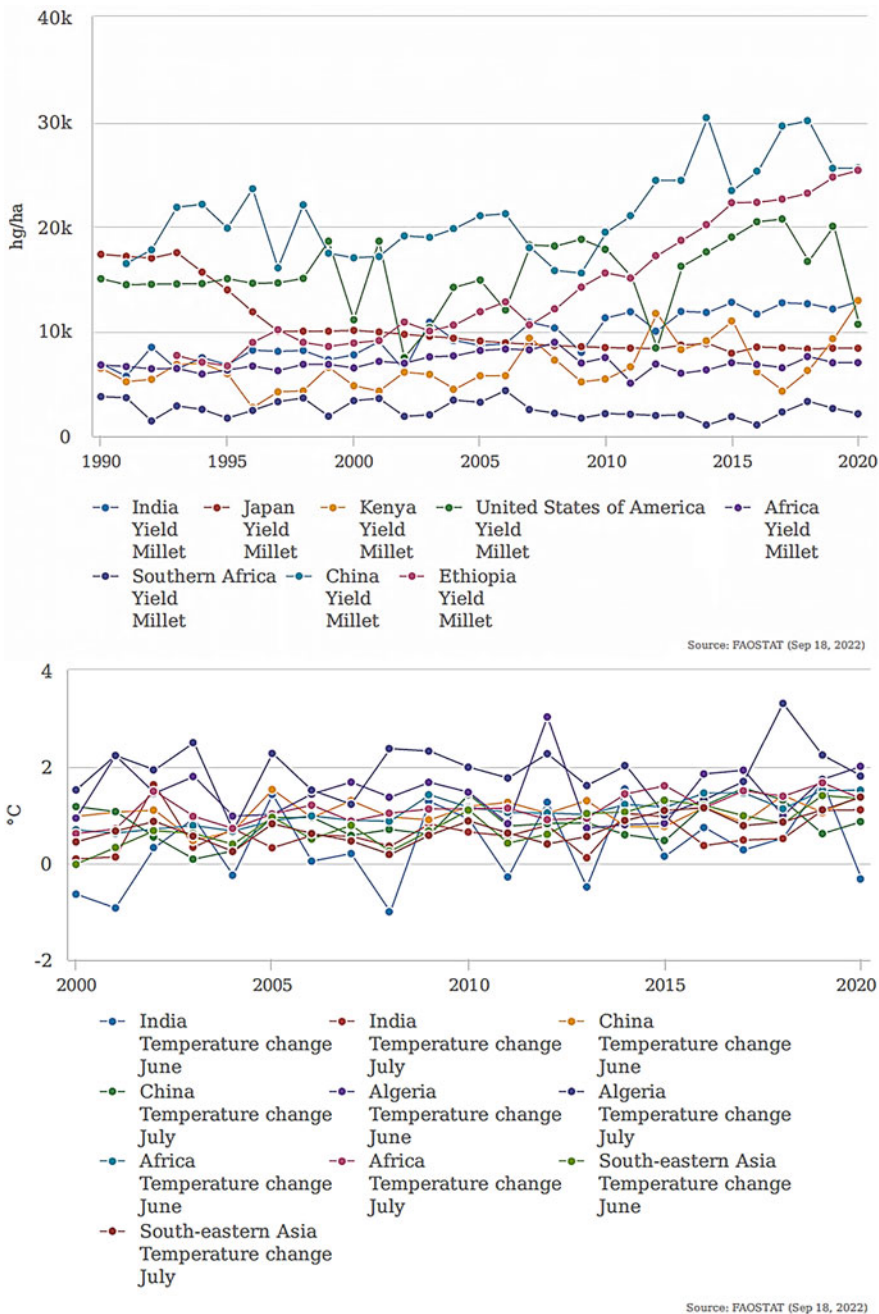 40k
30k
20k
10k
0
hg/ha
1990 1995 2000 2005 2010 2015 2020
India Japan Kenya United States of America Africa
Yield Yield Yield Yield Yield
Millet Millet Millet Millet Millet
Southern Africa China Ethiopia
Yield Yield Yield
Millet Millet Millet
Source: FAOSTAT (Sep 18, 2022)
4
2
0
-2
°C
2000 2005 2010 2015 2020
India India China
Temperature change Temperature change Temperature change
June July June
China Algeria Algeria
Temperature change Temperature change Temperature change
July June July
Africa Africa South-eastern Asia
Temperature change Temperature change Temperature change
June July June
South-eastern Asia
Temperature change
July
Source: FAOSTAT (Sep 18, 2022)